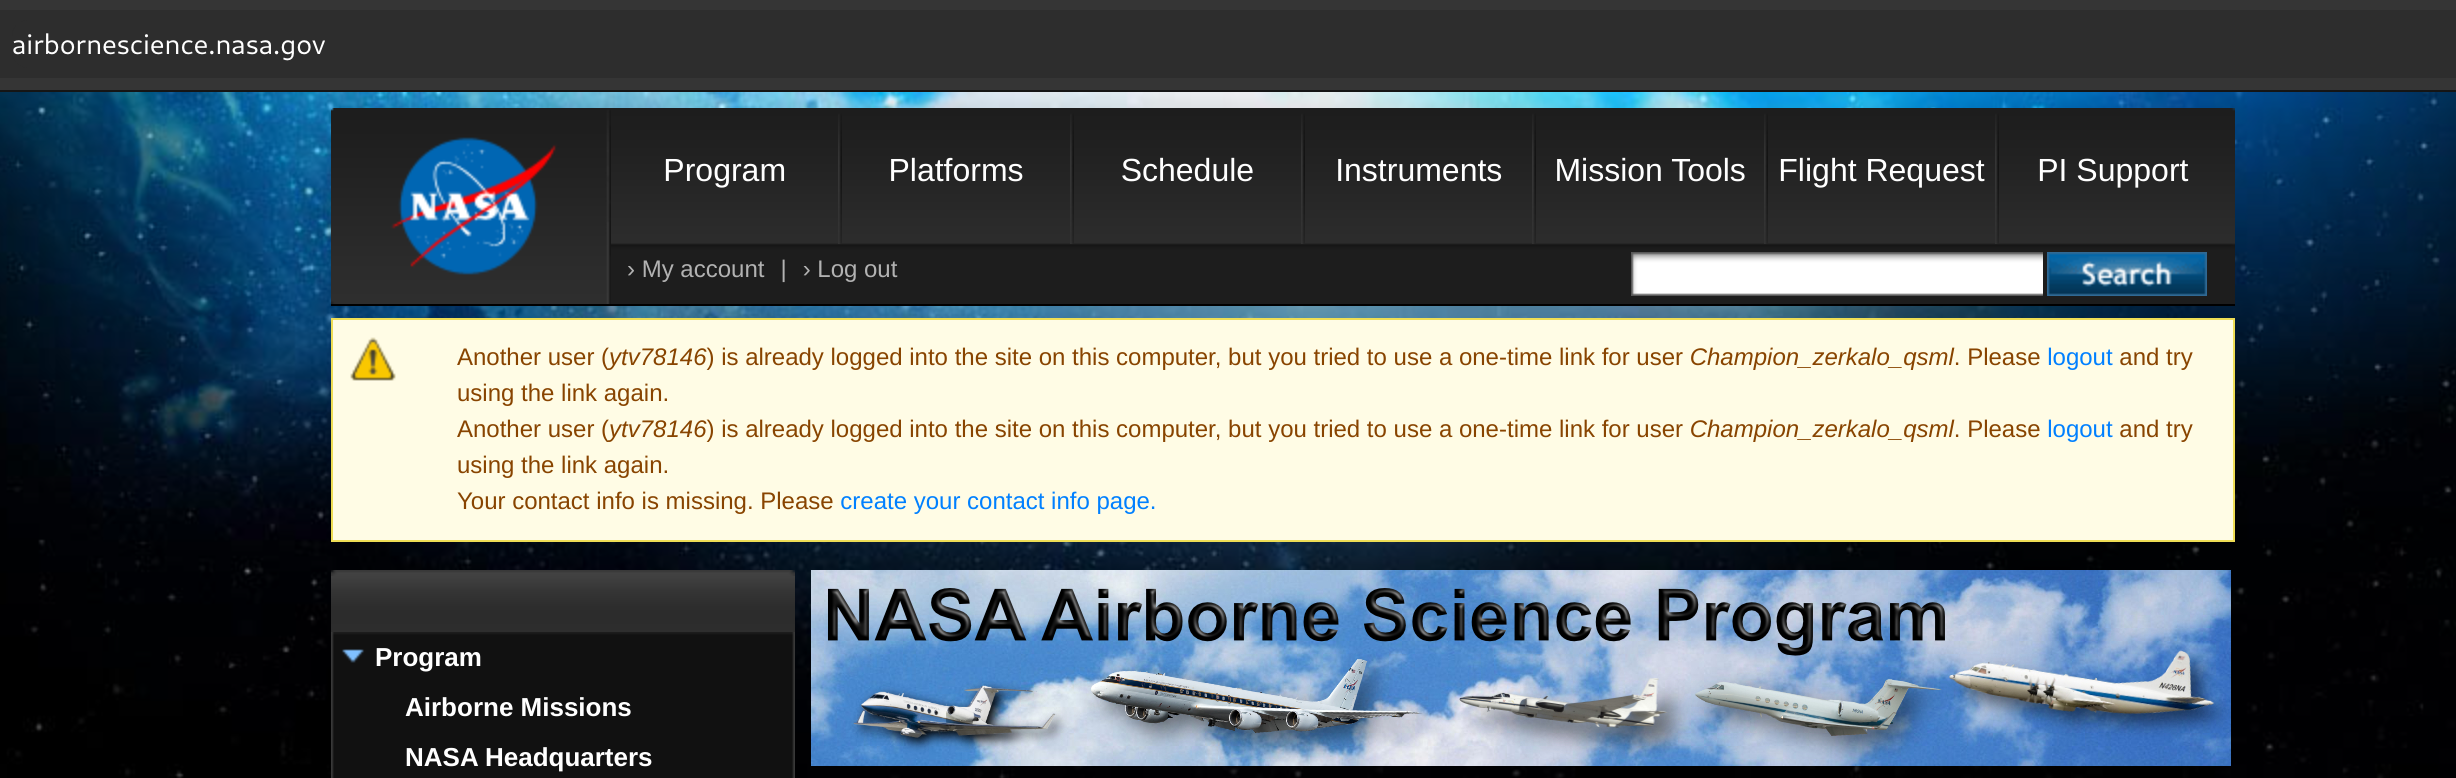 airbornescience.nasa.gov
NASA
Program
Platforms
Schedule
Instruments
Mission Tools
Flight Request
PI Support
› My account | › Log out
Search
Another user (ytv78146) is already logged into the site on this computer, but you tried to use a one-time link for user Champion_zerkalo_qsml. Please logout and try
using the link again.
Another user (ytv78146) is already logged into the site on this computer, but you tried to use a one-time link for user Champion_zerkalo_qsml. Please logout and try
using the link again.
Your contact info is missing. Please create your contact info page.
NASA Airborne Science Program
N426NA
Program
Airborne Missions
NASA Headquarters